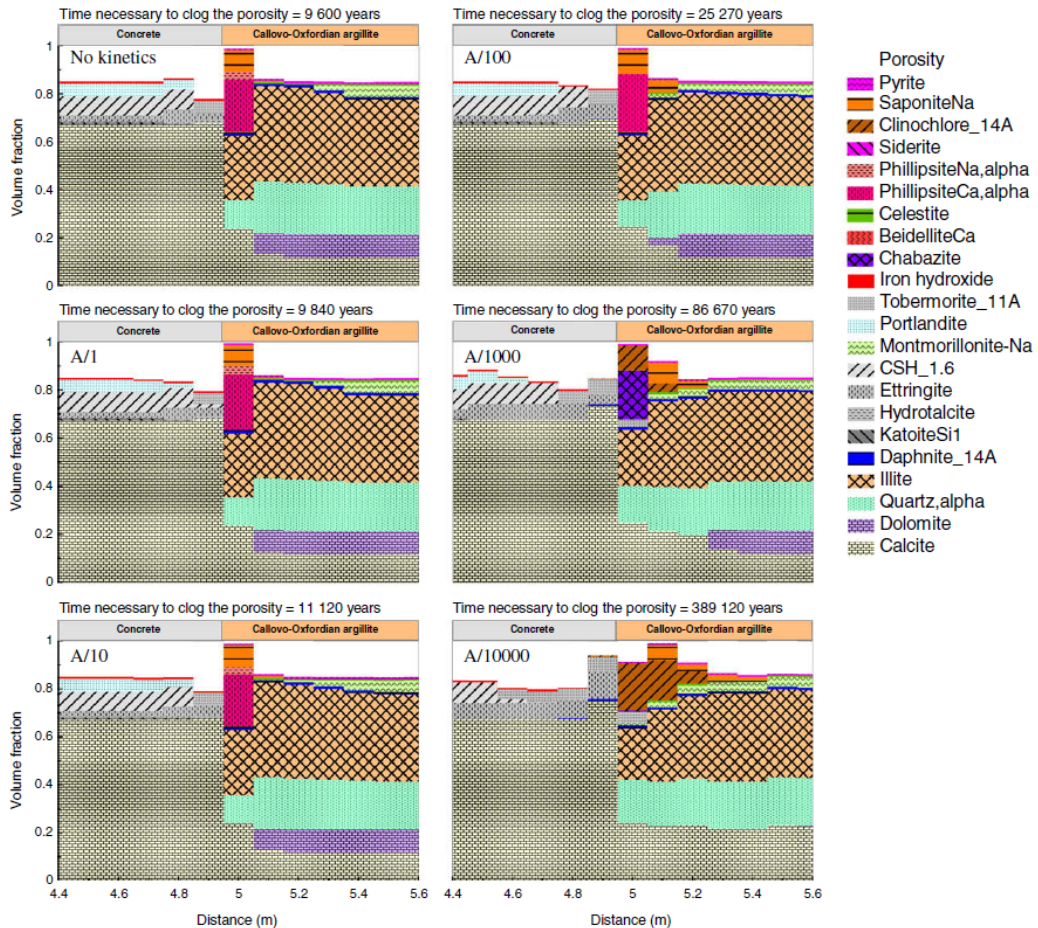 Time necessary to clog the porosity = 9 600 years
Concrete
Callovo-Oxfordian argillite
No kinetics
1
0.8
0.6
0.4
0.2
0
Volume fraction
Time necessary to clog the porosity = 25 270 years
Concrete
Callovo-Oxfordian argillite
A/100
Time necessary to clog the porosity = 9 840 years
Concrete
Callovo-Oxfordian argillite
A/1
1
0.8
0.6
0.4
0.2
0
Volume fraction
Time necessary to clog the porosity = 86 670 years
Concrete
Callovo-Oxfordian argillite
A/1000
Time necessary to clog the porosity = 11 120 years
Concrete
Callovo-Oxfordian argillite
A/10
1
0.8
0.6
0.4
0.2
0
Volume fraction
4.4 4.6 4.8 5 5.2 5.4 5.6
Distance (m)
Time necessary to clog the porosity = 389 120 years
Concrete
Callovo-Oxfordian argillite
A/10000
4.4 4.6 4.8 5 5.2 5.4 5.6
Distance (m)
Porosity
Pyrite
SaponiteNa
Clinochlore_14A
Siderite
PhillipsiteNa,alpha
PhillipsiteCa,alpha
Celestite
BeidelliteCa
Chabazite
Iron hydroxide
Tobermorite_11A
Portlandite
Montmorillonite-Na
CSH_1.6
Ettringite
Hydrotalcite
KatoiteSi1
Daphnite_14A
Illite
Quartz,alpha
Dolomite
Calcite